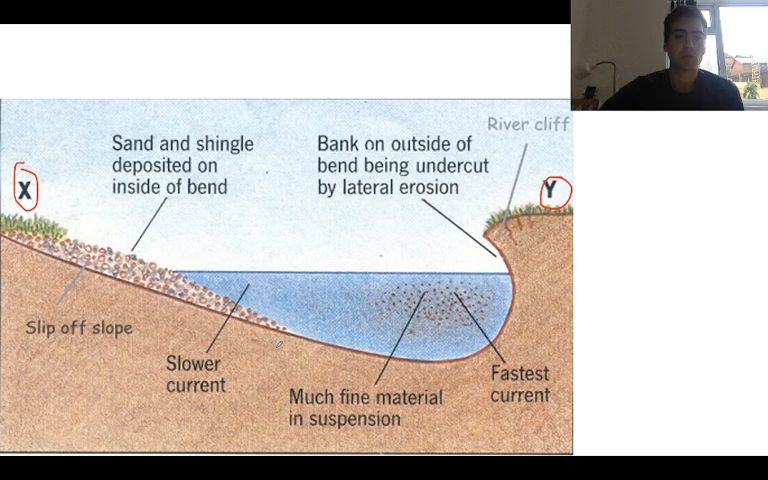 River cliff
Sand and shingle
deposited on
inside of bend
Bank on outside of
bend being undercut
by lateral erosion
X
Y
Slip off slope
Slower
current
Much fine material
in suspension
Fastest
current